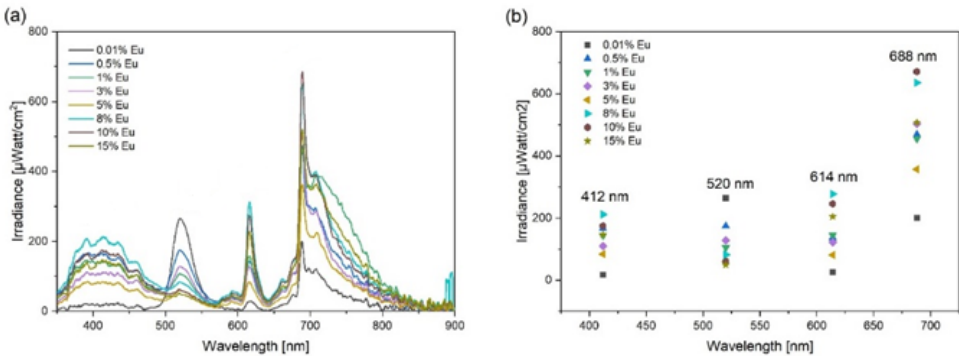 (a)
800
600
400
200
0
Irradiance [µWatt/cm²]
0.01% Eu
0.5% Eu
1% Eu
3% Eu
5% Eu
8% Eu
10% Eu
15% Eu
400 500 600 700 800 900
Wavelength [nm]
(b)
800
600
400
200
0
Irradiance [µWatt/cm2]
0.01% Eu
0.5% Eu
1% Eu
3% Eu
5% Eu
8% Eu
10% Eu
15% Eu
412 nm
520 nm
614 nm
688 nm
400 450 500 550 600 650 700
Wavelength [nm]